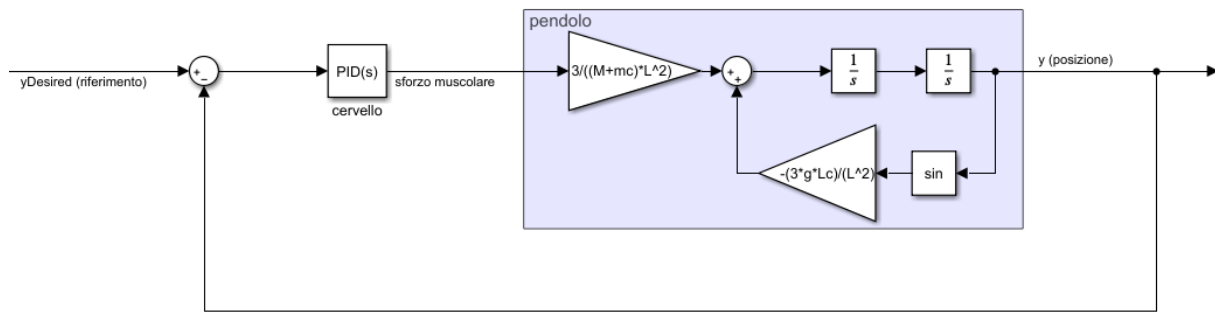 pendolo
yDesired (riferimento)
+
−
PID(s)
cervello
sforzo muscolare
3/((M+mc)*L^2)
+
+
1
s
1
s
y (posizione)
-(3*g*Lc)/(L^2)
sin